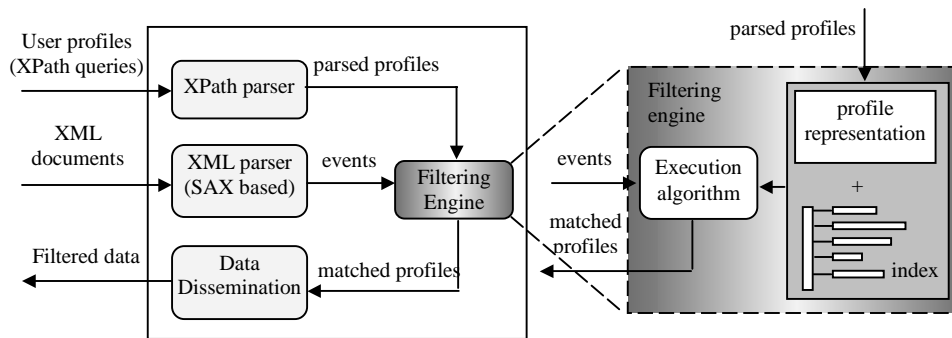 User profiles
(XPath queries)
XML
documents
Filtered data
XPath parser
parsed profiles
XML parser
(SAX based)
events
Filtering
Engine
Data
Dissemination
matched profiles
events
matched
profiles
parsed profiles
Filtering
engine
Execution
algorithm
profile
representation
+
index